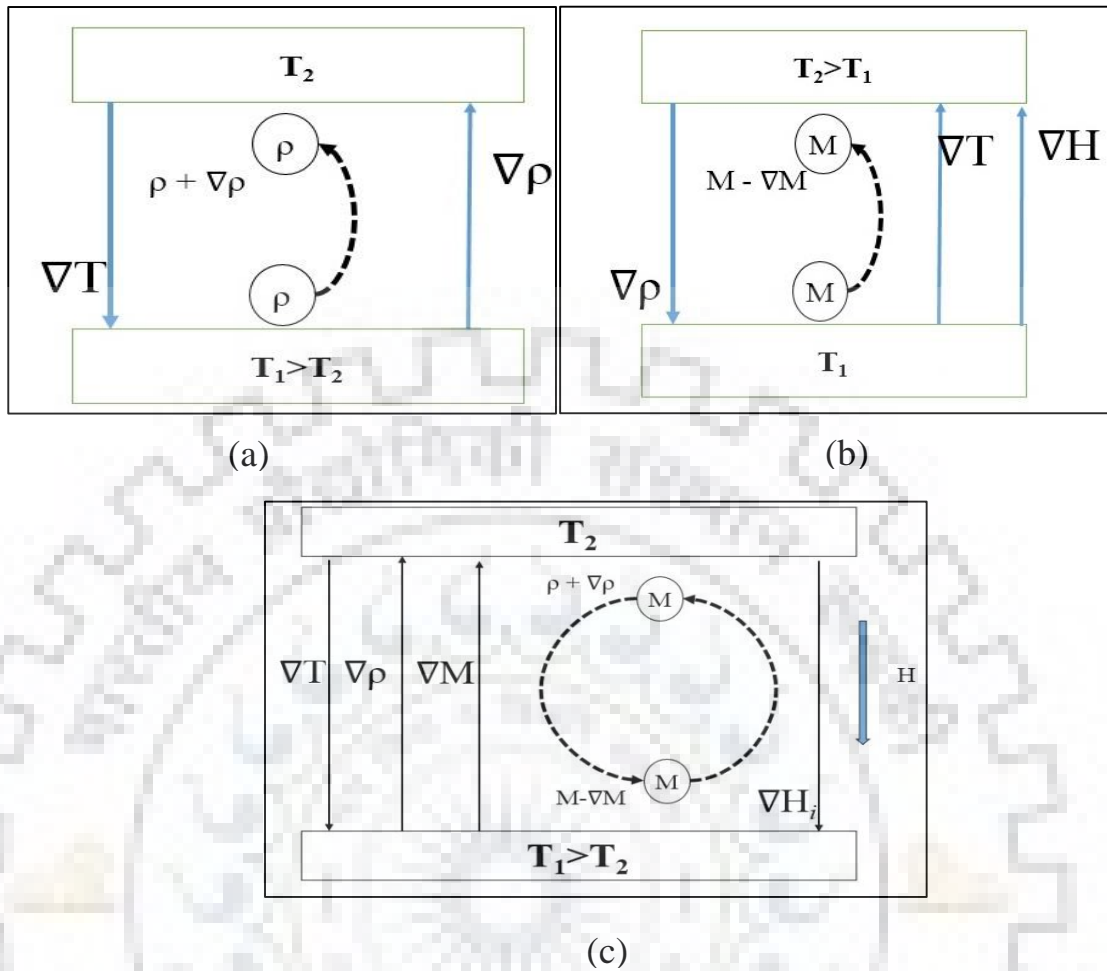 T₂
ρ
ρ + ∇ρ
∇T
∇ρ
ρ
T₁>T₂
(a)
T₂>T₁
M
M - ∇M
∇T
∇H
∇ρ
M
T₁
(b)
T₂
ρ + ∇ρ
M
∇T
∇ρ
∇M
H
M
M-∇M
∇Hᵢ
T₁>T₂
(c)